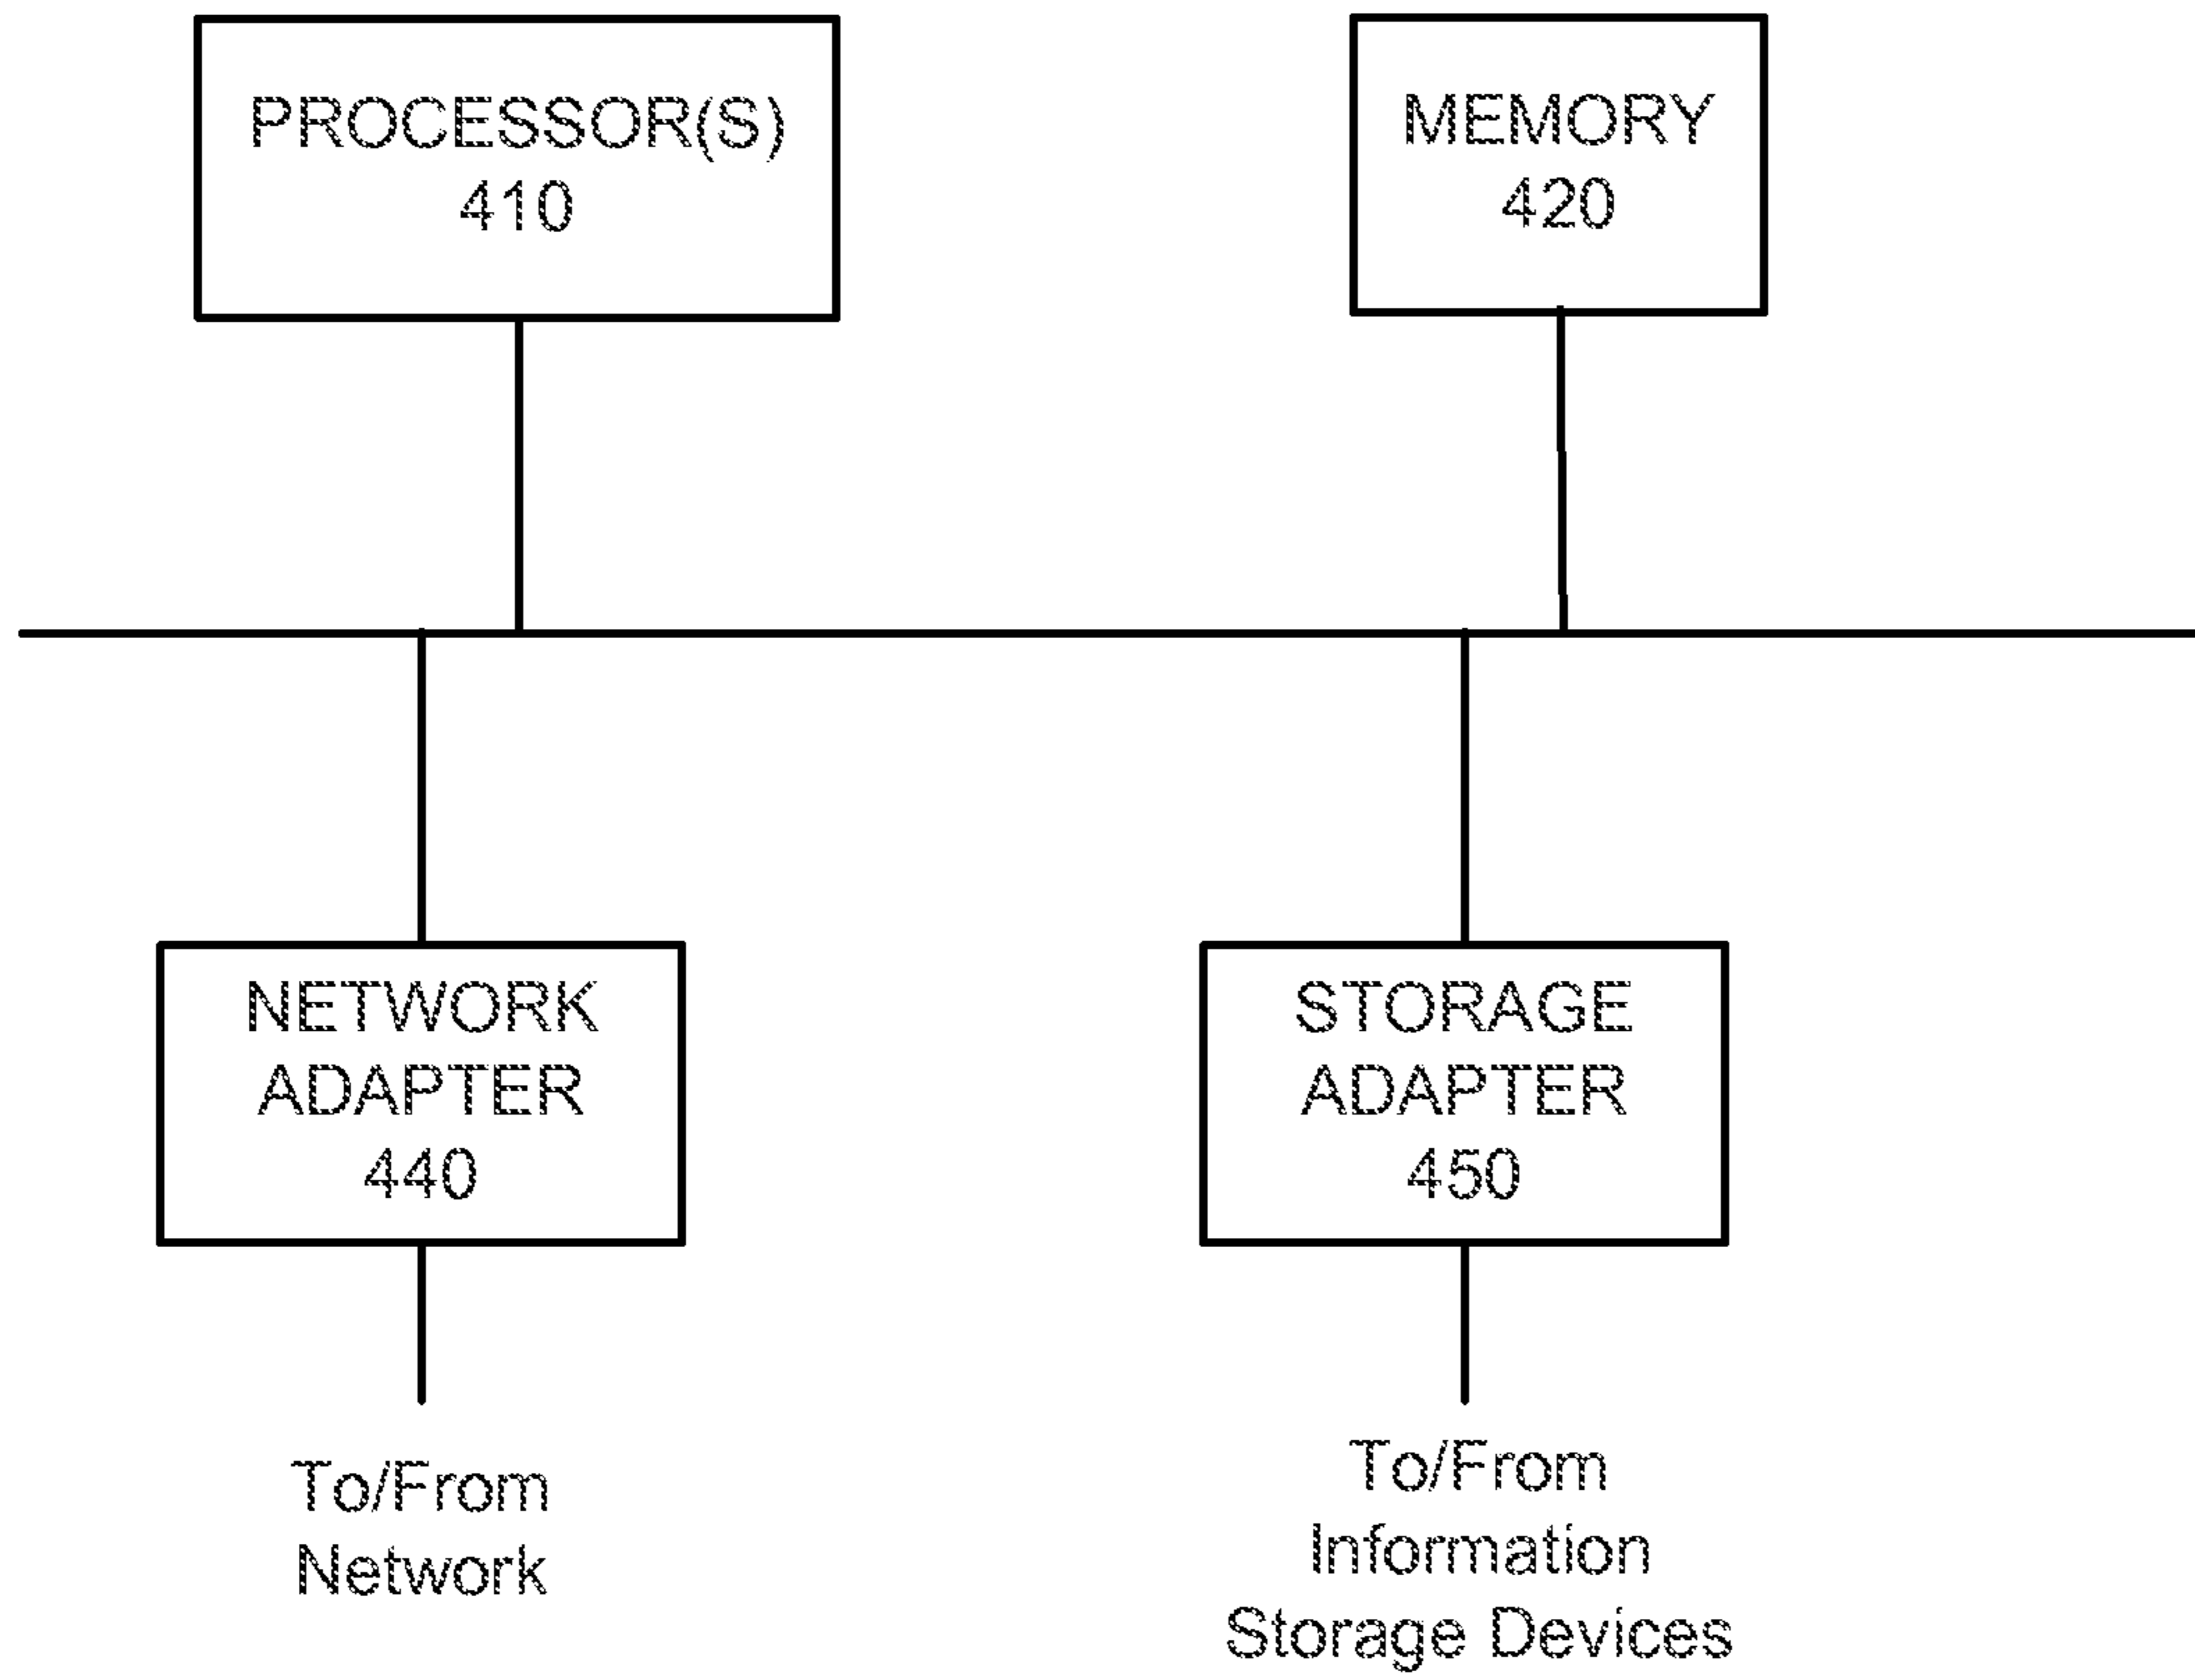 PROCESSOR(S)
410
MEMORY
420
NETWORK
ADAPTER
440
STORAGE
ADAPTER
450
To/From
Network
To/From
Information
Storage Devices